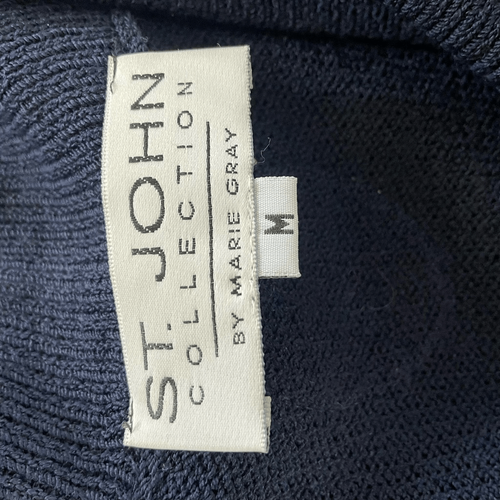 ST. JOHN
COLLECTION
BY MARIE GRAY
M